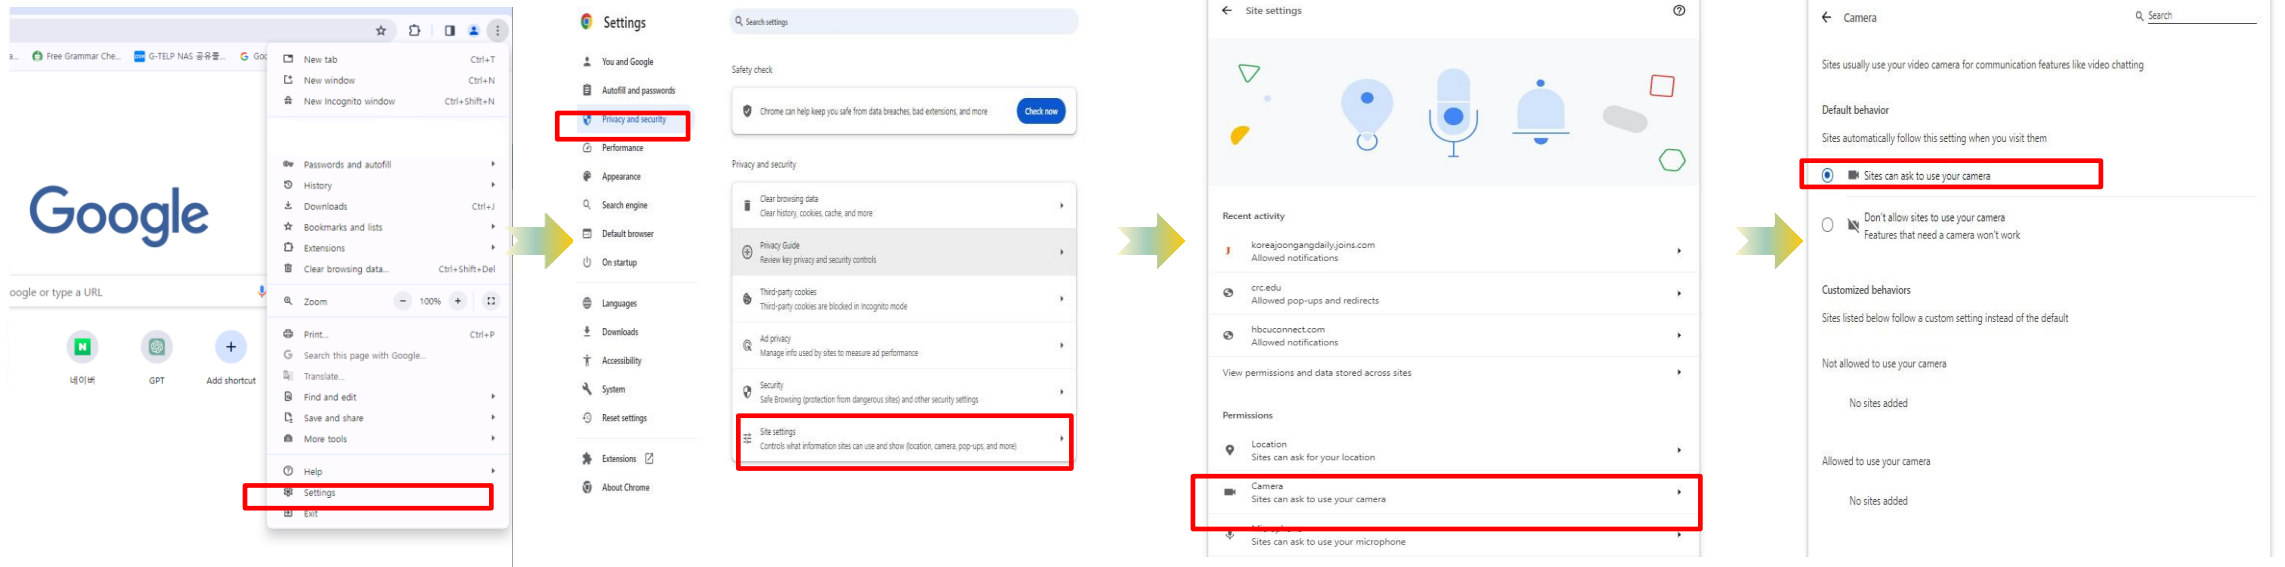 a...
Free Grammar Che...
G-TELP NAS 공유폴...
New tab Ctrl+T
New window Ctrl+N
New Incognito window Ctrl+Shift+N
Passwords and autofill
History
Downloads Ctrl+J
Bookmarks and lists
Extensions
Clear browsing data... Ctrl+Shift+Del
Zoom - 100% +
Print... Ctrl+P
Search this page with Google...
Translate...
Find and edit
Save and share
More tools
Help
Settings
Exit
Google
oogle or type a URL
네이버
GPT
Add shortcut
Settings
Search settings
You and Google
Autofill and passwords
Privacy and security
Performance
Appearance
Search engine
Default browser
On startup
Languages
Downloads
Accessibility
System
Reset settings
Extensions
About Chrome
Safety check
Chrome can help keep you safe from data breaches, bad extensions, and more
Check now
Privacy and security
Clear browsing data
Clear history, cookies, cache, and more
Privacy Guide
Review key privacy and security controls
Third-party cookies
Third-party cookies are blocked in Incognito mode
Ad privacy
Manage info used by sites to measure ad performance
Security
Safe Browsing (protection from dangerous sites) and other security settings
Site settings
Controls what information sites can use and show (location, camera, pop-ups, and more)
Site settings
Recent activity
koreajoongangdaily.joins.com
Allowed notifications
crc.edu
Allowed pop-ups and redirects
hbcuconnect.com
Allowed notifications
View permissions and data stored across sites
Permissions
Location
Sites can ask for your location
Camera
Sites can ask to use your camera
Sites can ask to use your microphone
Camera
Search
Sites usually use your video camera for communication features like video chatting
Default behavior
Sites automatically follow this setting when you visit them
Sites can ask to use your camera
Don't allow sites to use your camera
Features that need a camera won't work
Customized behaviors
Sites listed below follow a custom setting instead of the default
Not allowed to use your camera
No sites added
Allowed to use your camera
No sites added